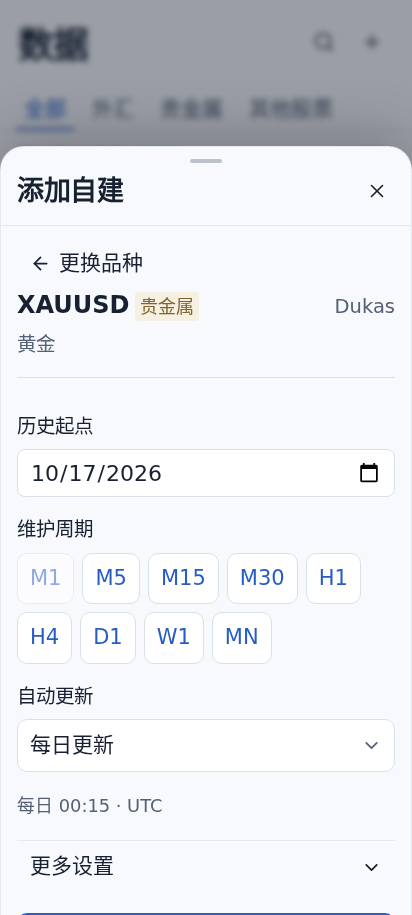 数据
全部 外汇 贵金属 其他股票
添加自建
更换品种
XAUUSD 贵金属 Dukas
黄金
历史起点
10/17/2026
维护周期
M1 M5 M15 M30 H1
H4 D1 W1 MN
自动更新
每日更新
每日 00:15 · UTC
更多设置